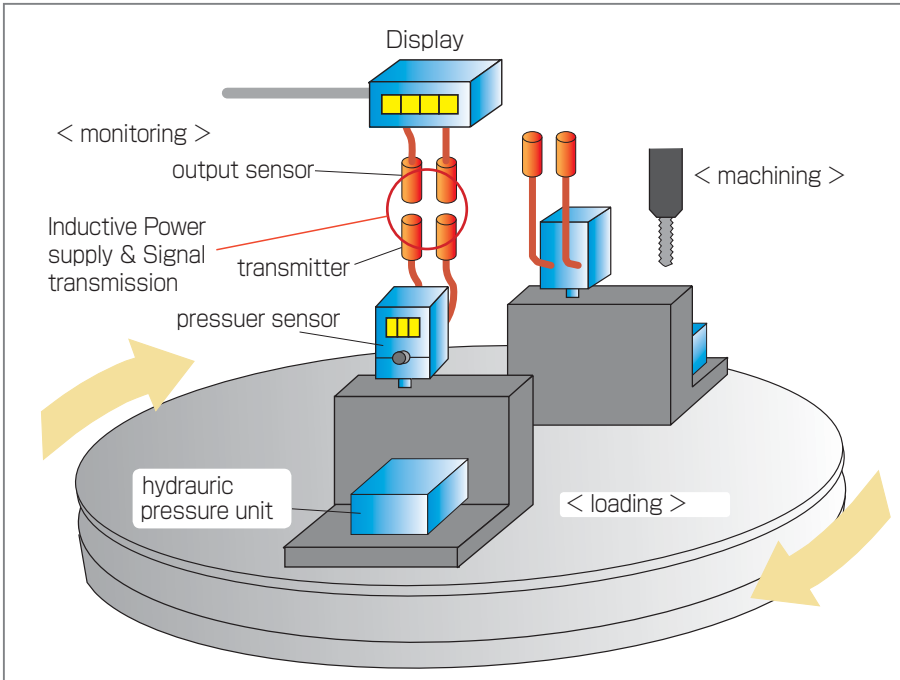 Display
< monitoring >
output sensor
< machining >
Inductive Power
supply & Signal
transmission
transmitter
pressuer sensor
hydrauric
pressure unit
< loading >